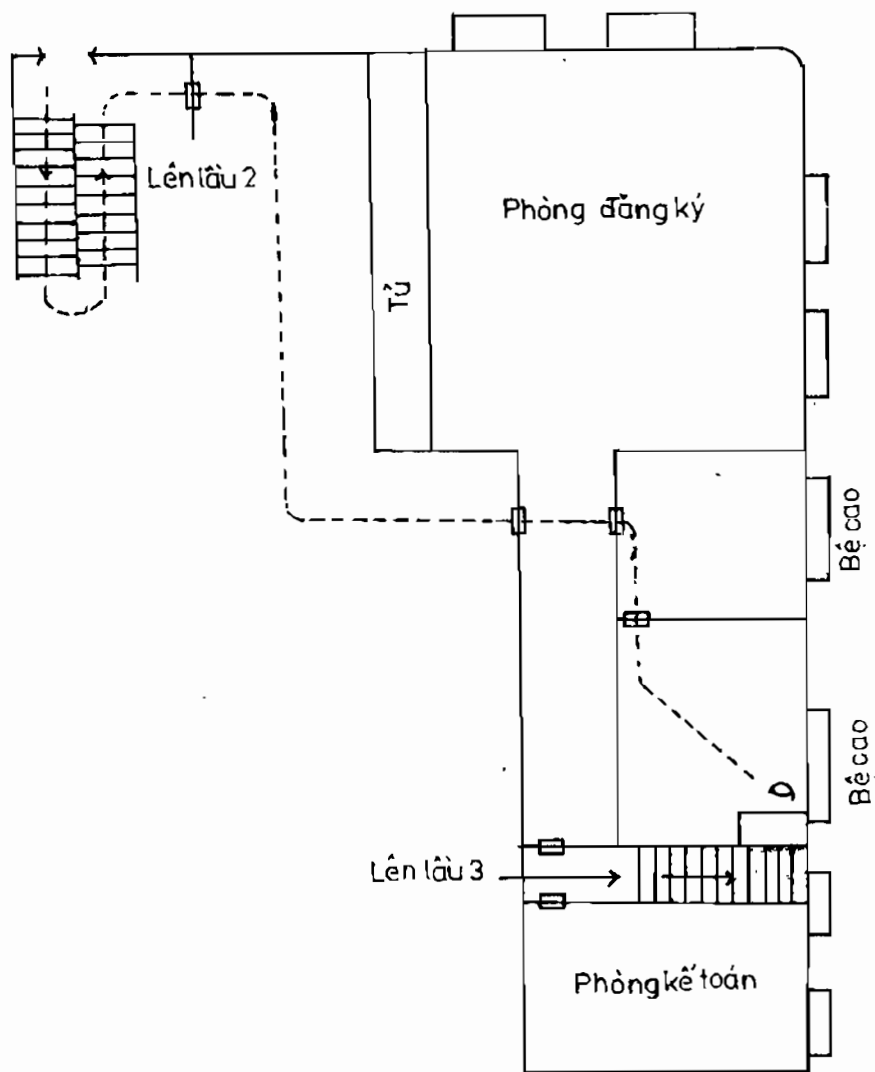 Lên lầu 2
Phòng đăng ký
Tủ
Bệ cao
Bệ cao
Lên lầu 3
Phòng kế toán